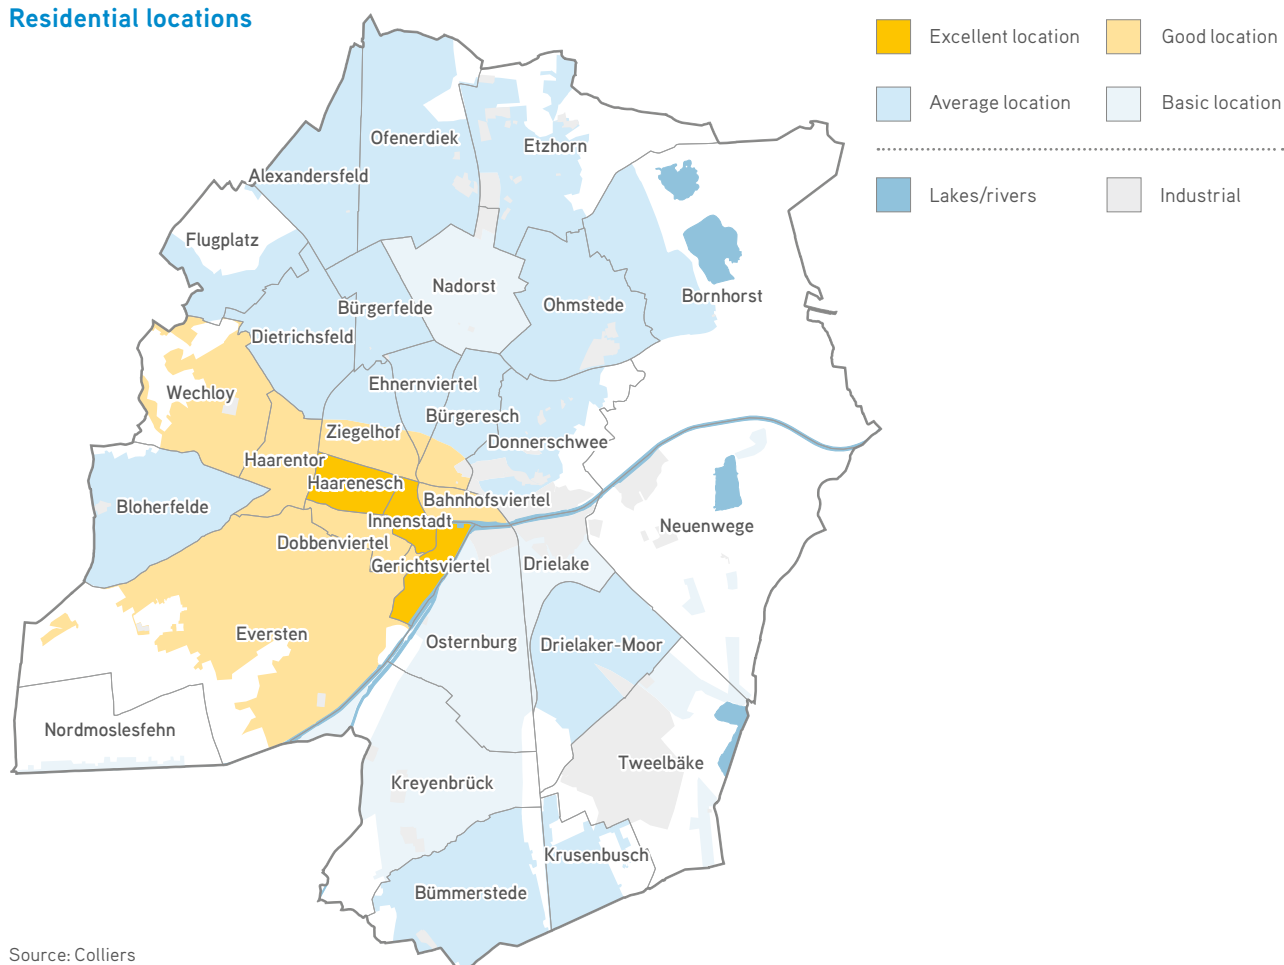 Residential locations
Excellent location
Good location
Average location
Basic location
Lakes/rivers
Industrial
Ofenerdiek
Etzhorn
Alexandersfeld
Flugplatz
Nadorst
Bornhorst
Ohmstede
Bürgerfelde
Dietrichsfeld
Ehnernviertel
Wechloy
Bürgeresch
Ziegelhof
Donnerschwee
Haarentor
Haarenesch
Bahnhofsviertel
Bloherfelde
Innenstadt
Neuenwege
Dobbenviertel
Gerichtsviertel
Drielake
Eversten
Osternburg
Drielaker-Moor
Nordmoslesfehn
Tweelbäke
Kreyenbrück
Krusenbusch
Bümmerstede
Source: Colliers